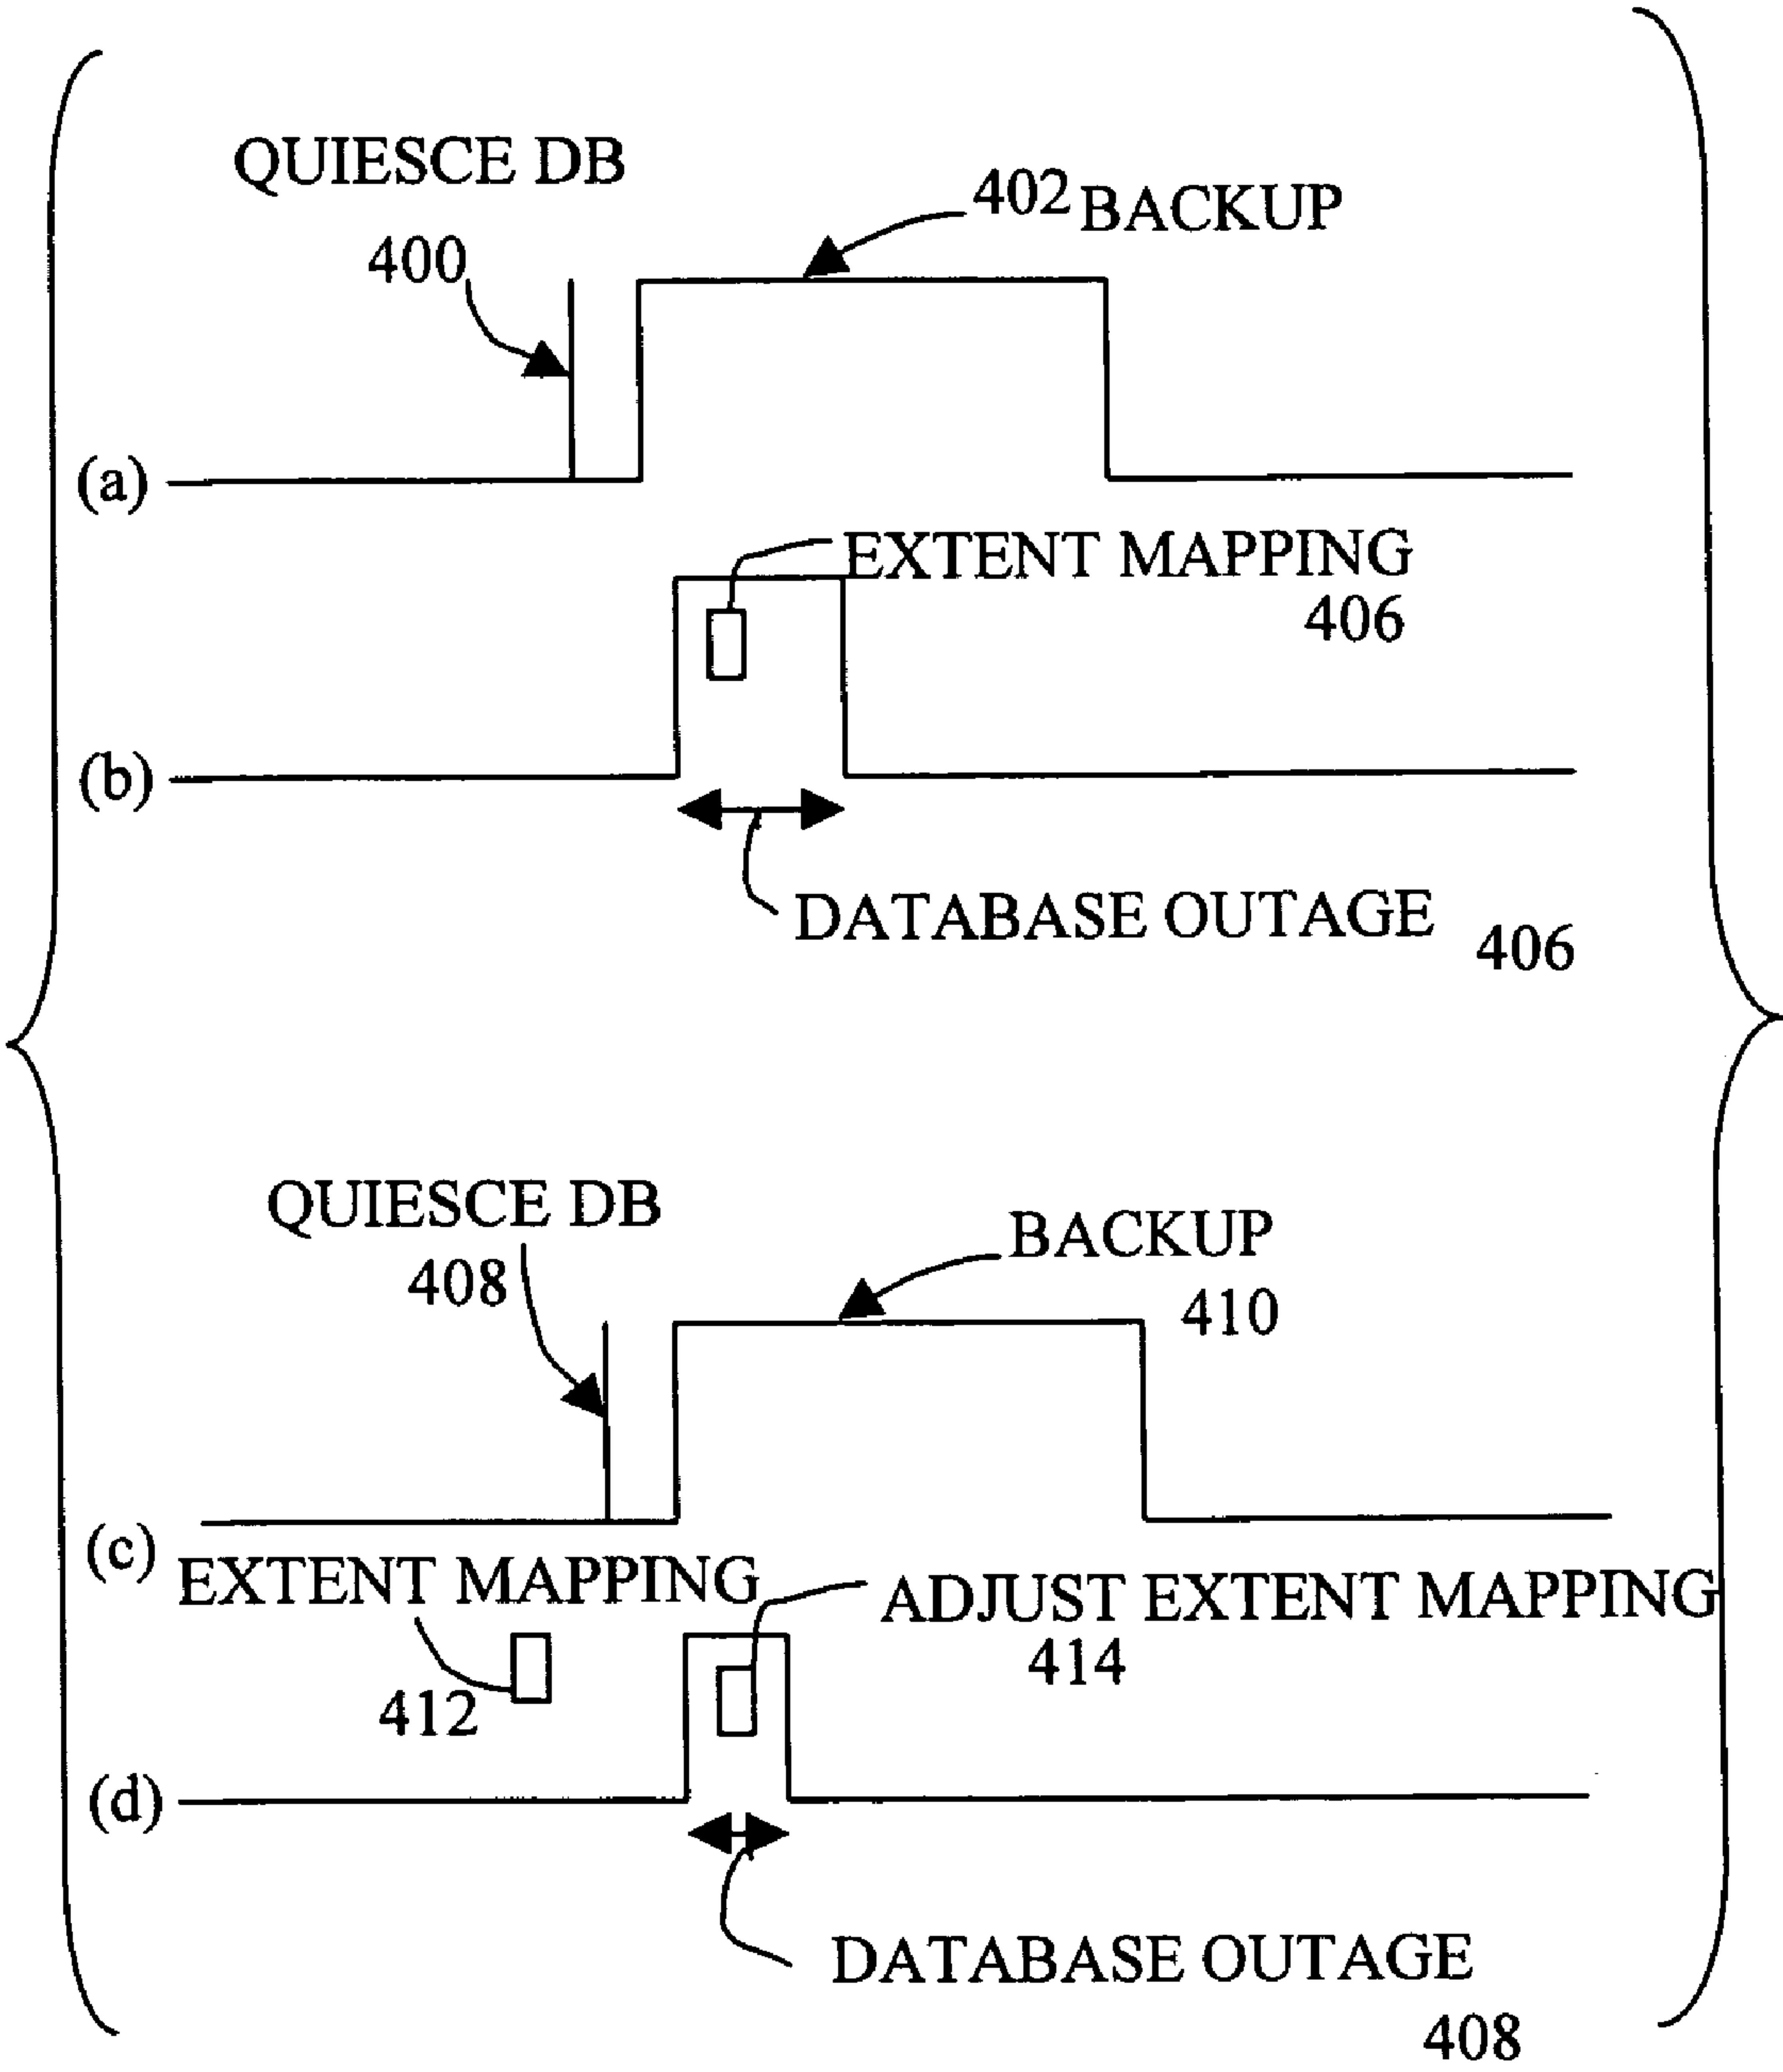 QUIESCE DB
402 BACKUP
400
(a)
EXTENT MAPPING
406
(b)
DATABASE OUTAGE
406
QUIESCE DB
408
BACKUP
410
(c)
EXTENT MAPPING
ADJUST EXTENT MAPPING
414
412
(d)
DATABASE OUTAGE
408